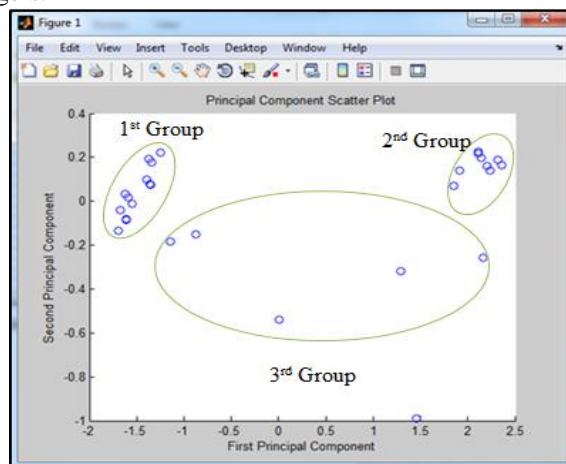 Figure 1
File Edit View Insert Tools Desktop Window Help
Principal Component Scatter Plot
1st Group
2nd Group
3rd Group
Second Principal Component
0.4
0.2
0
-0.2
-0.4
-0.6
-0.8
-1
-2 -1.5 -1 -0.5 0 0.5 1 1.5 2 2.5
First Principal Component